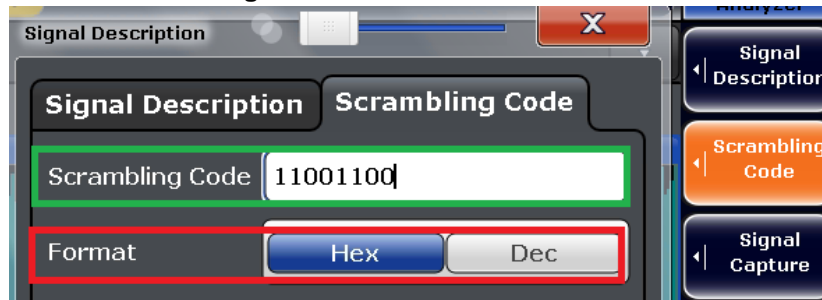 Signal Description
X
Signal Description
Scrambling Code
Scrambling Code 11001100
Format Hex Dec
Signal
Description
Scrambling
Code
Signal
Capture